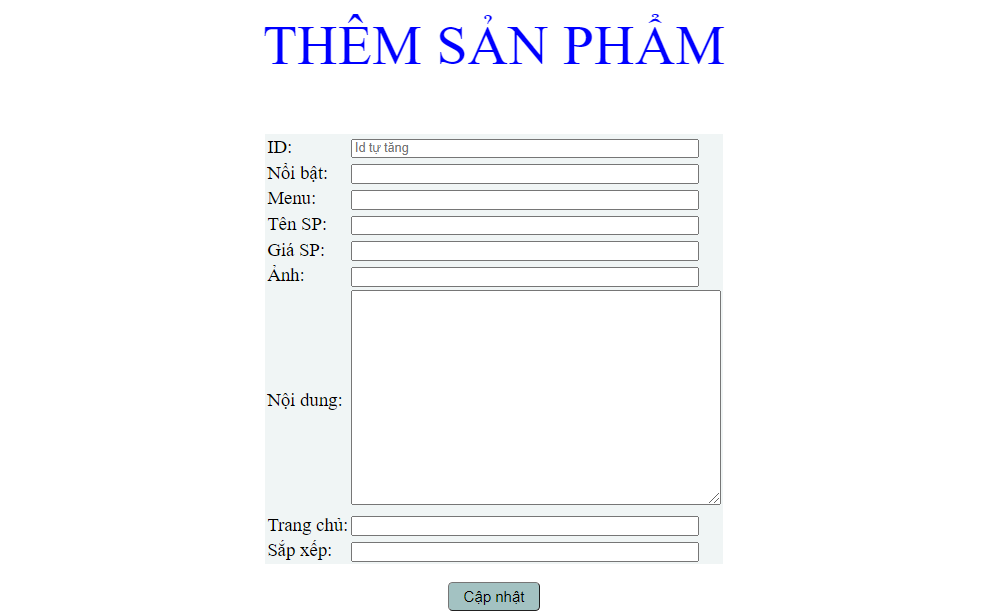 THÊM SẢN PHẨM
ID: Id tự tăng
Nổi bật:
Menu:
Tên SP:
Giá SP:
Ảnh:
Nội dung:
Trang chủ:
Sắp xếp:
Cập nhật